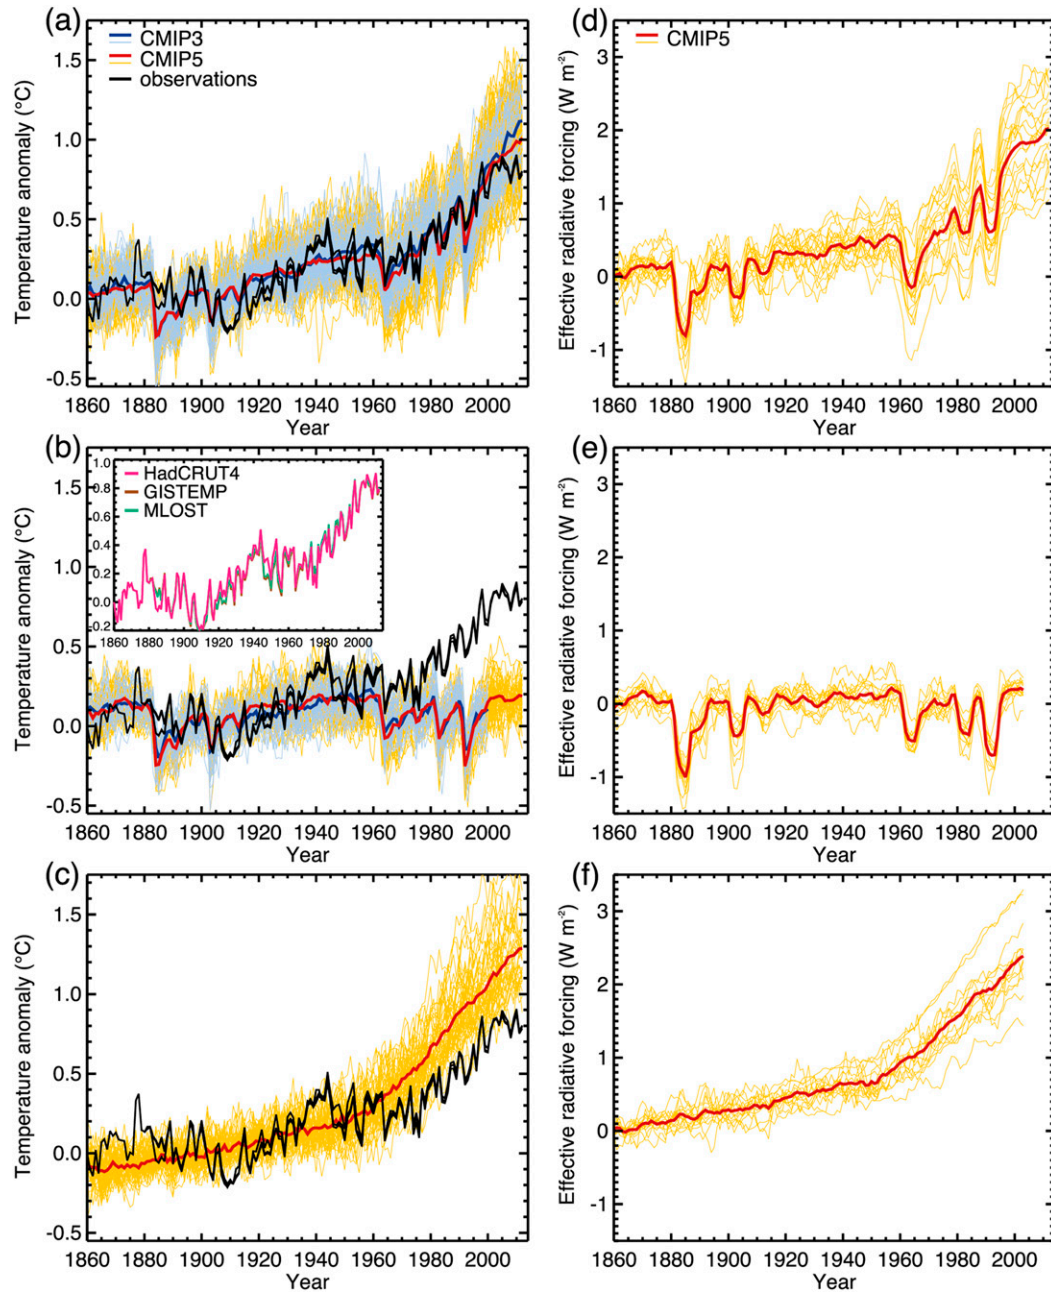 (a)
CMIP3
CMIP5
observations
Temperature anomaly (°C)
1.5
1.0
0.5
0.0
-0.5
1860 1880 1900 1920 1940 1960 1980 2000
Year
(d)
CMIP5
Effective radiative forcing (W m-2)
3
2
1
0
-1
1860 1880 1900 1920 1940 1960 1980 2000
Year
(b)
HadCRUT4
GISTEMP
MLOST
1.0
0.8
0.6
0.4
0.2
0.0
-0.2
1860 1880 1900 1920 1940 1960 1980 2000
Temperature anomaly (°C)
1.5
1.0
0.5
0.0
-0.5
1860 1880 1900 1920 1940 1960 1980 2000
Year
(e)
Effective radiative forcing (W m-2)
3
2
1
0
-1
1860 1880 1900 1920 1940 1960 1980 2000
Year
(c)
Temperature anomaly (°C)
1.5
1.0
0.5
0.0
-0.5
1860 1880 1900 1920 1940 1960 1980 2000
Year
(f)
Effective radiative forcing (W m-2)
3
2
1
0
-1
1860 1880 1900 1920 1940 1960 1980 2000
Year